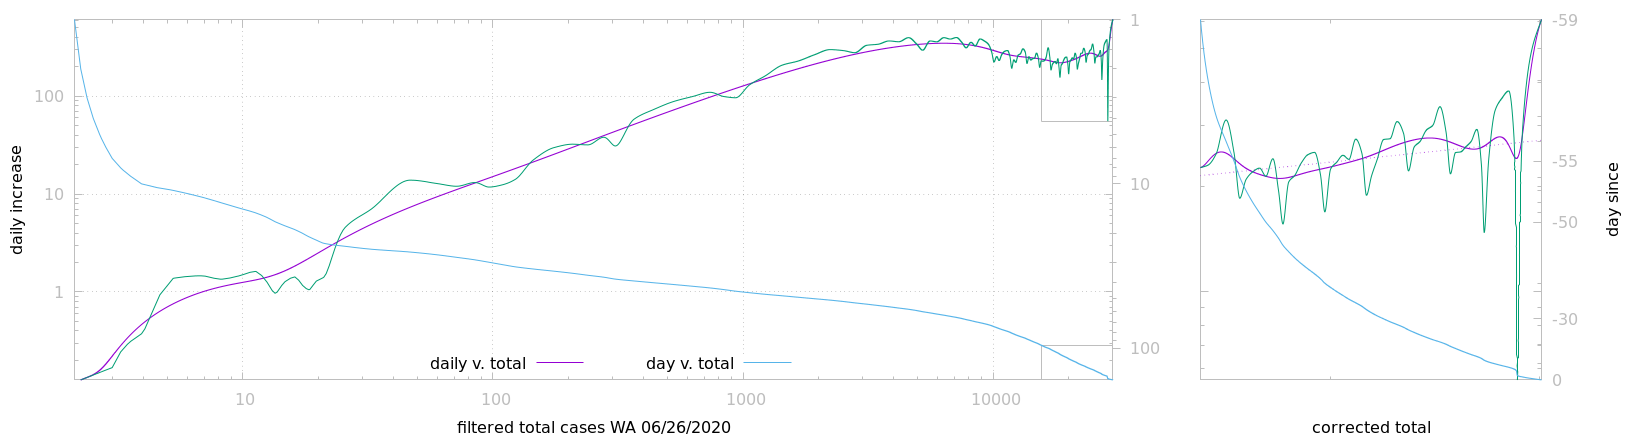 daily increase
100
10
1
10
100
1000
10000
filtered total cases WA 06/26/2020
daily v. total
day v. total
1
10
100
-59
-55
-50
-30
0
day since
corrected total